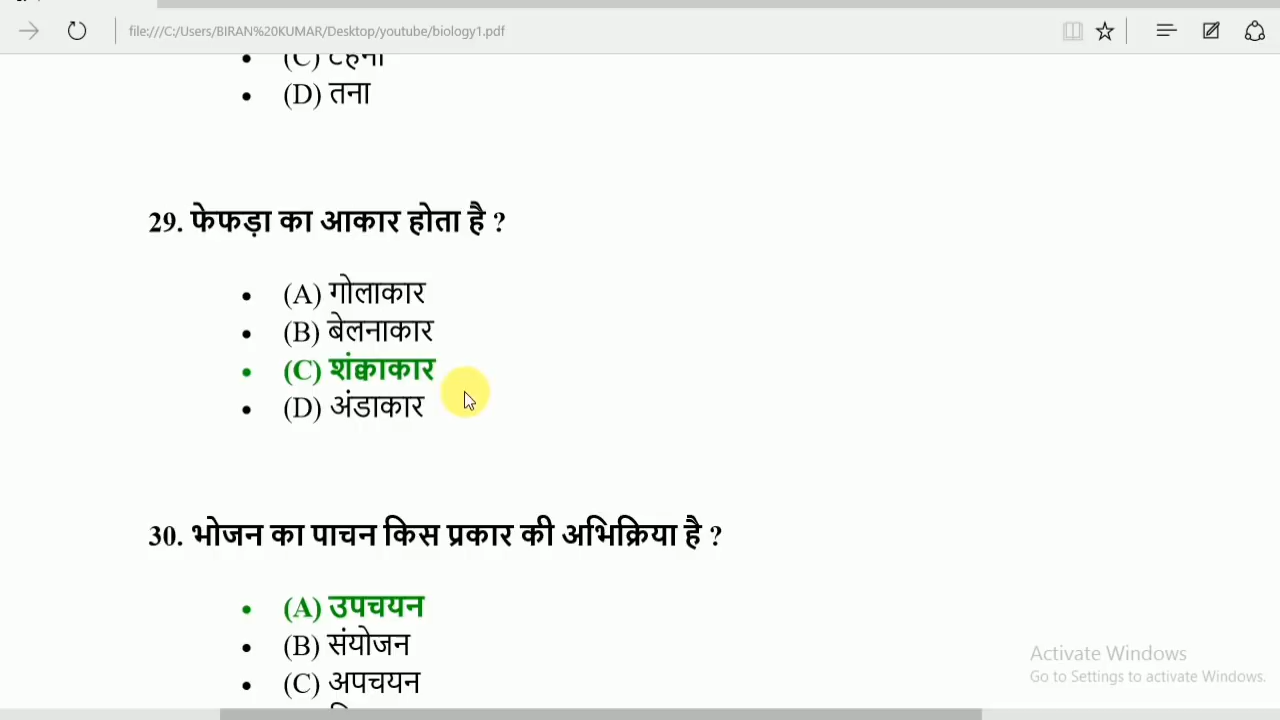 file:///C:/Users/BIRAN%20KUMAR/Desktop/youtube/biology1.pdf
• (C) टहनी
• (D) तना
29. फेफड़ा का आकार होता है ?
• (A) गोलाकार
• (B) बेलनाकार
• (C) शंक्वाकार
• (D) अंडाकार
30. भोजन का पाचन किस प्रकार की अभिक्रिया है ?
• (A) उपचयन
• (B) संयोजन
• (C) अपचयन
Activate Windows
Go to Settings to activate Windows.